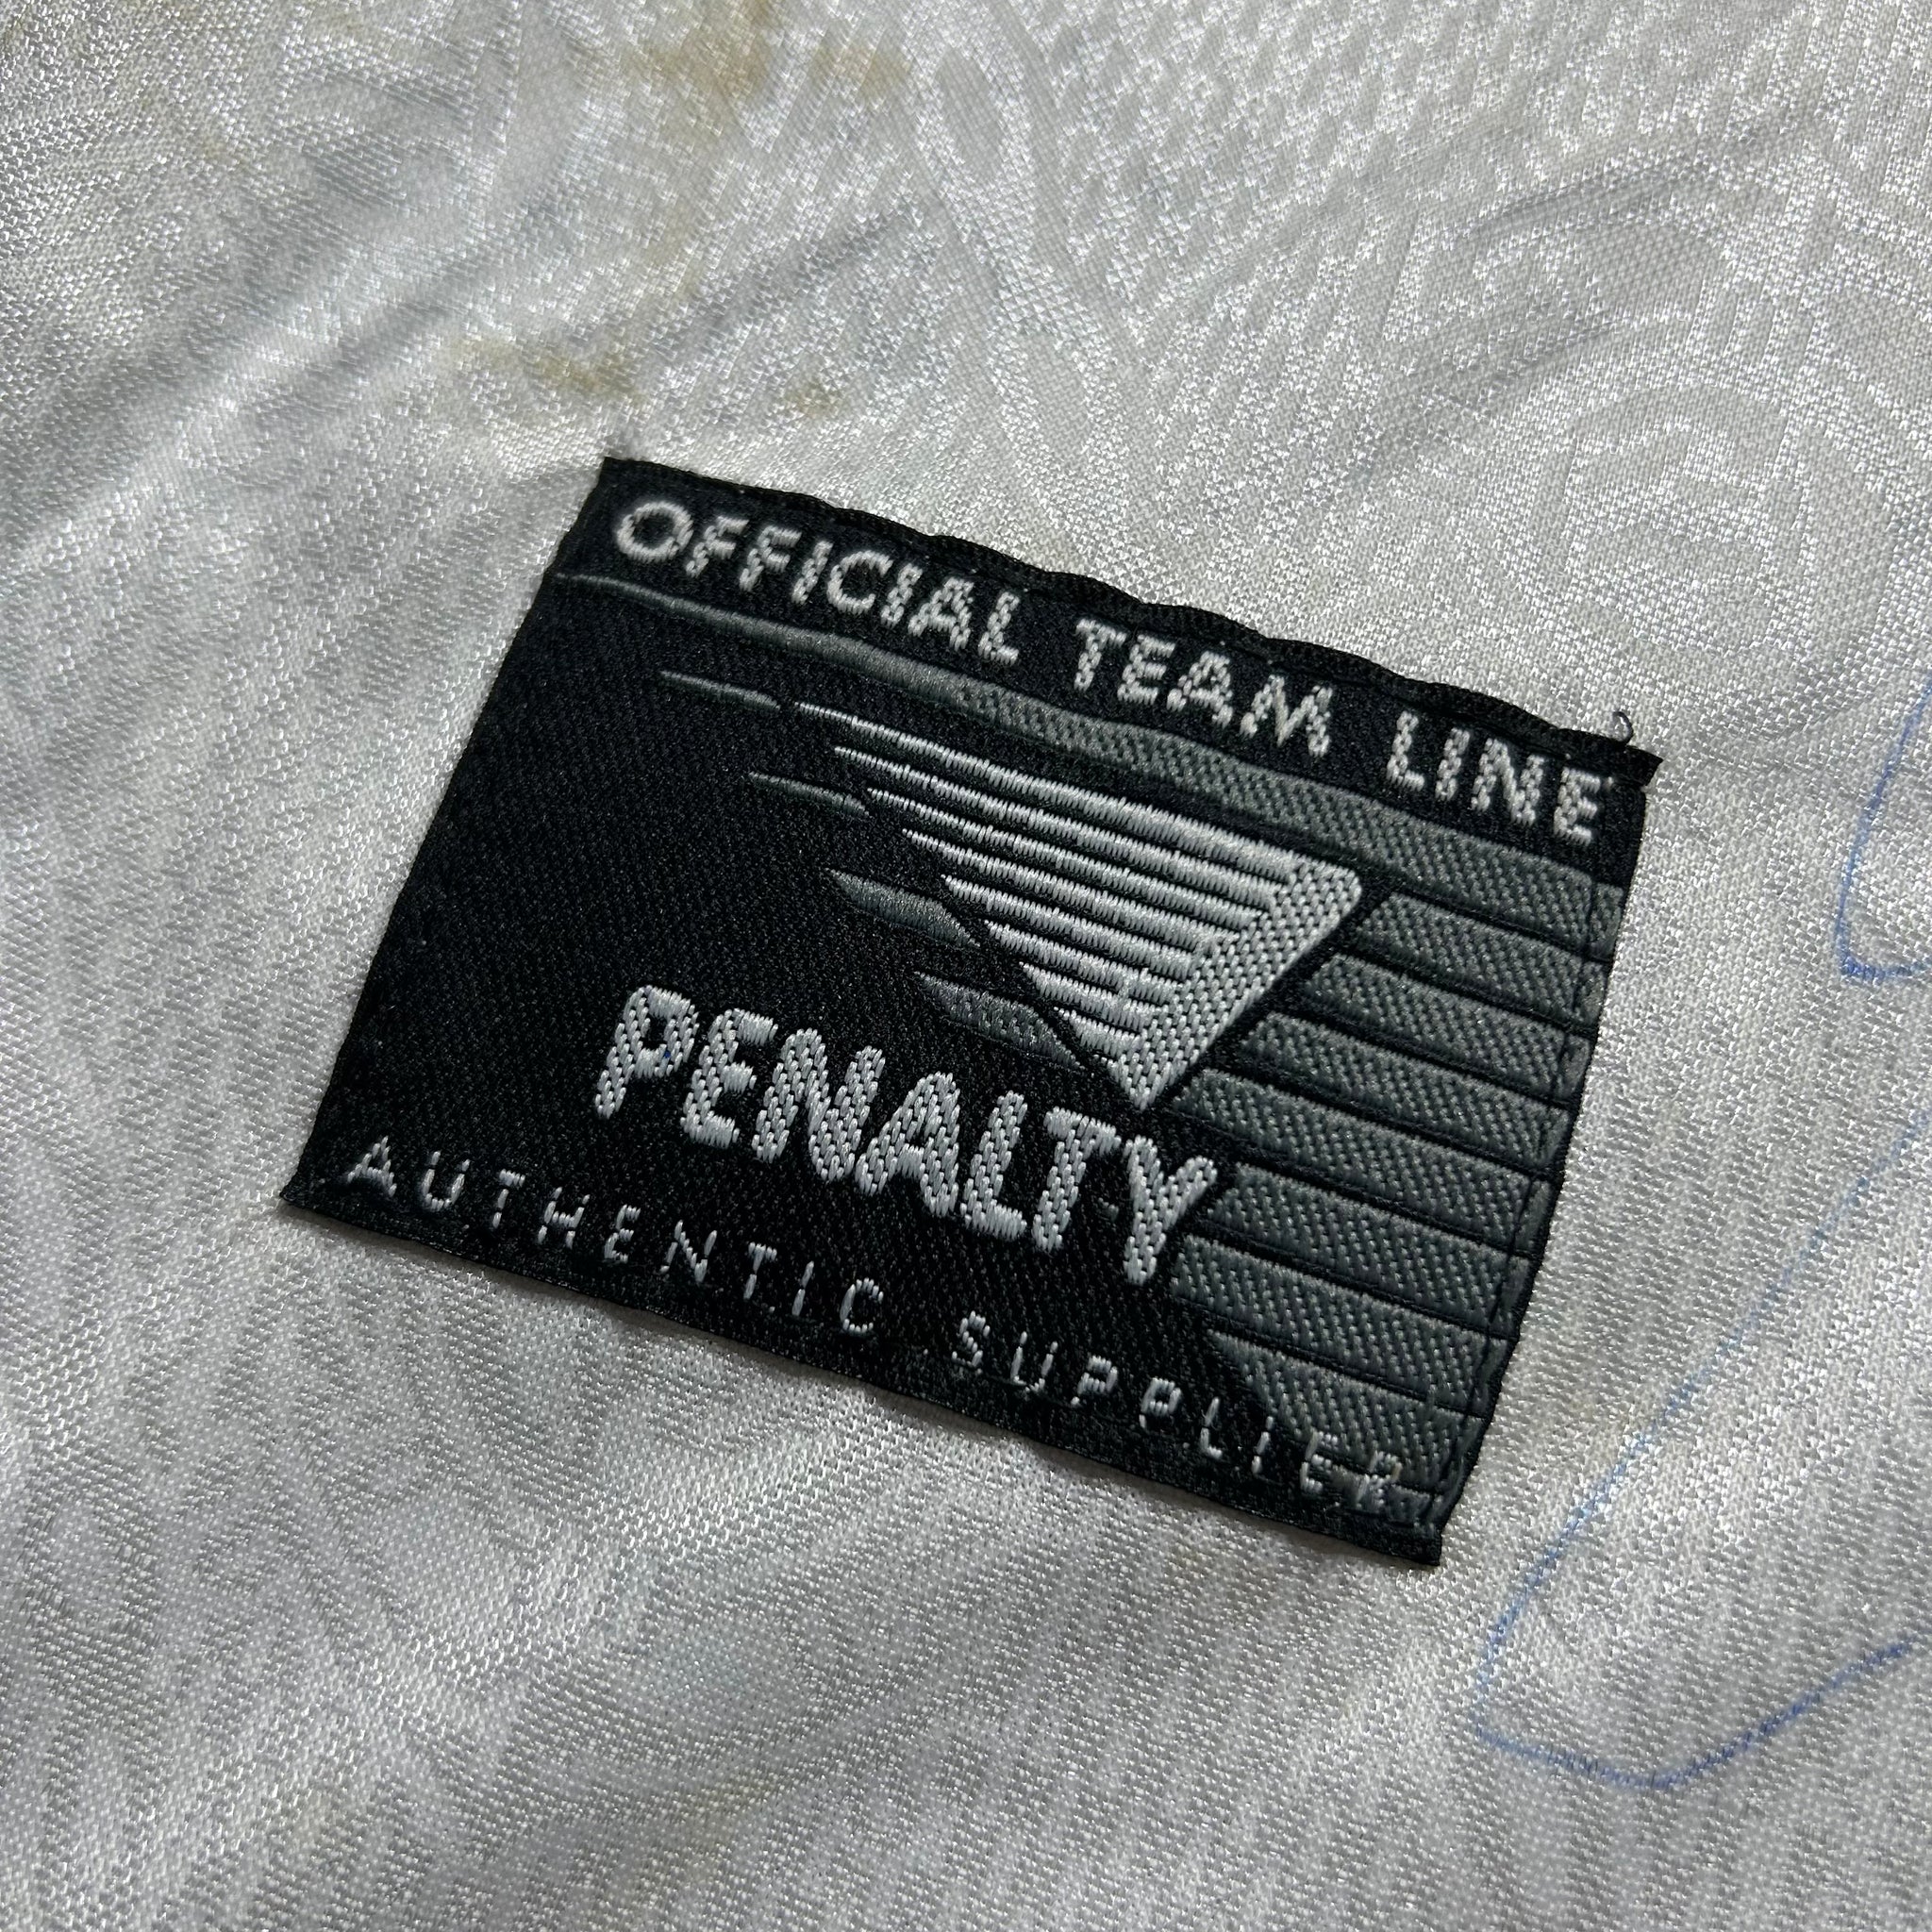 OFFICIAL TEAM LINE
PENALTY
AUTHENTIC SUPPLIER